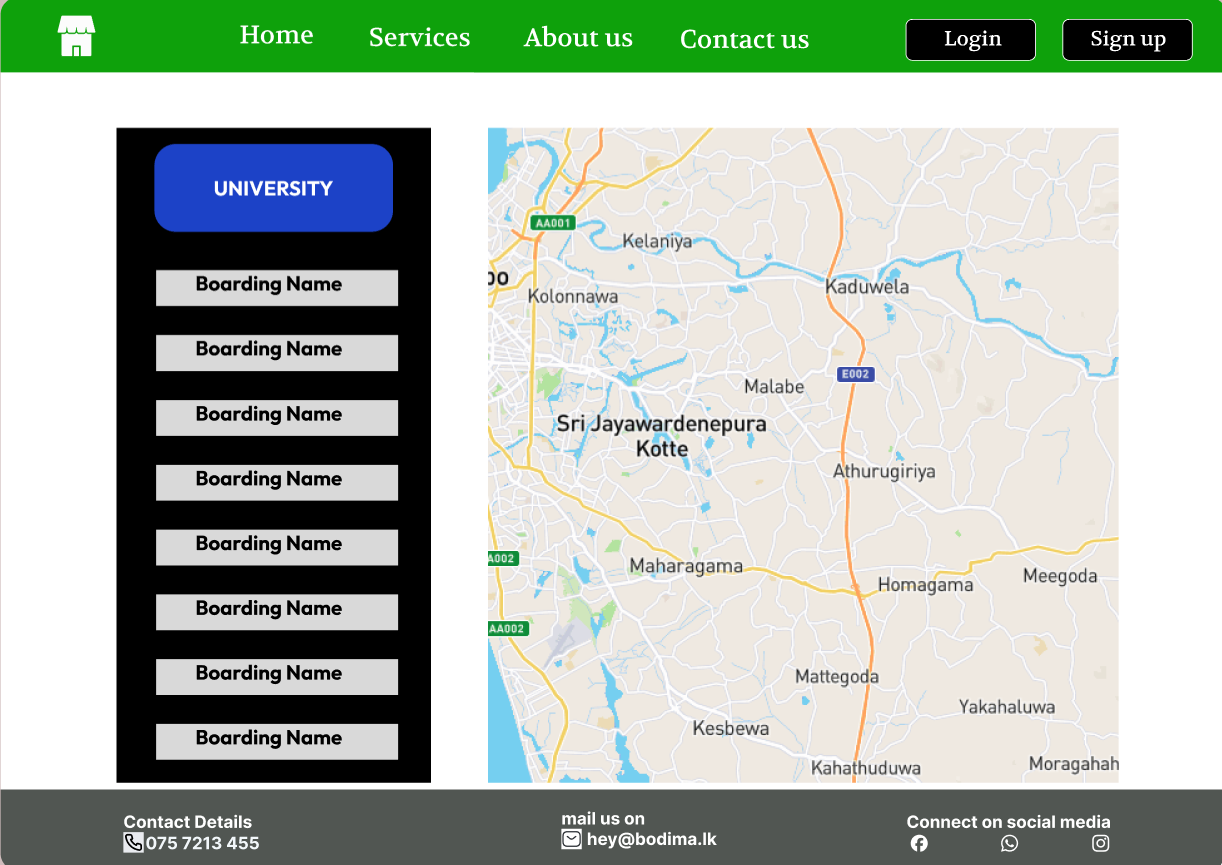 Home
Services
About us
Contact us
Login
Sign up
UNIVERSITY
Boarding Name
Boarding Name
Boarding Name
Boarding Name
Boarding Name
Boarding Name
Boarding Name
Boarding Name
AA001
Kelaniya
oo
Kolonnawa
Kaduwela
E002
Malabe
Sri Jayawardenepura
Kotte
Athurugiriya
A002
Maharagama
Homagama
Meegoda
AA002
Mattegoda
Yakahaluwa
Kesbewa
Kahathuduwa
Moragahah
Contact Details
075 7213 455
mail us on
hey@bodima.lk
Connect on social media